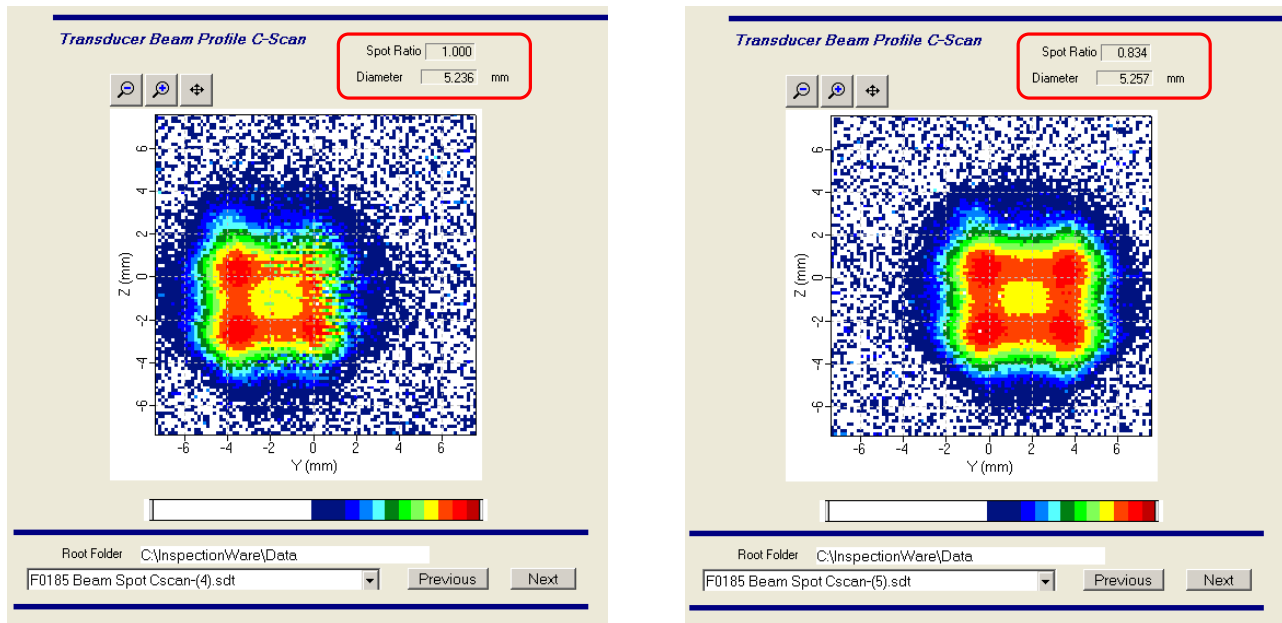 Transducer Beam Profile C-Scan
Spot Ratio 1.000
Diameter 5.236 mm
6
4
2
0
-2
-4
-6
Z (mm)
-6 -4 -2 0 2 4 6
Y (mm)
Root Folder C:\InspectionWare\Data
F0185 Beam Spot Cscan-(4).sdt Previous Next
Transducer Beam Profile C-Scan
Spot Ratio 0.834
Diameter 5.257 mm
6
4
2
0
-2
-4
-6
Z (mm)
-6 -4 -2 0 2 4 6
Y (mm)
Root Folder C:\InspectionWare\Data
F0185 Beam Spot Cscan-(5).sdt Previous Next